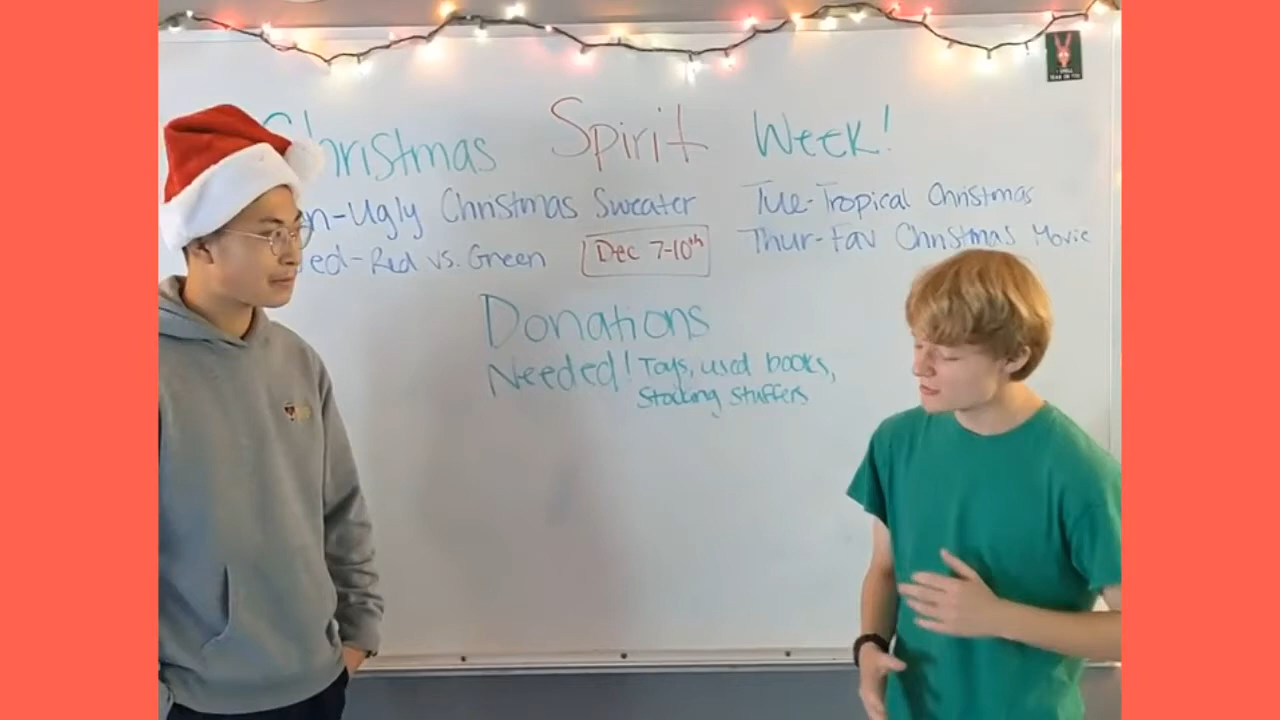 Christmas Spirit Week!
n-Ugly Christmas Sweater Tue-Tropical Christmas
ed-Red vs. Green Dec 7-10th Thur-Fav Christmas Movie
Donations
Needed! Toys, used books,
Stocking stuffers